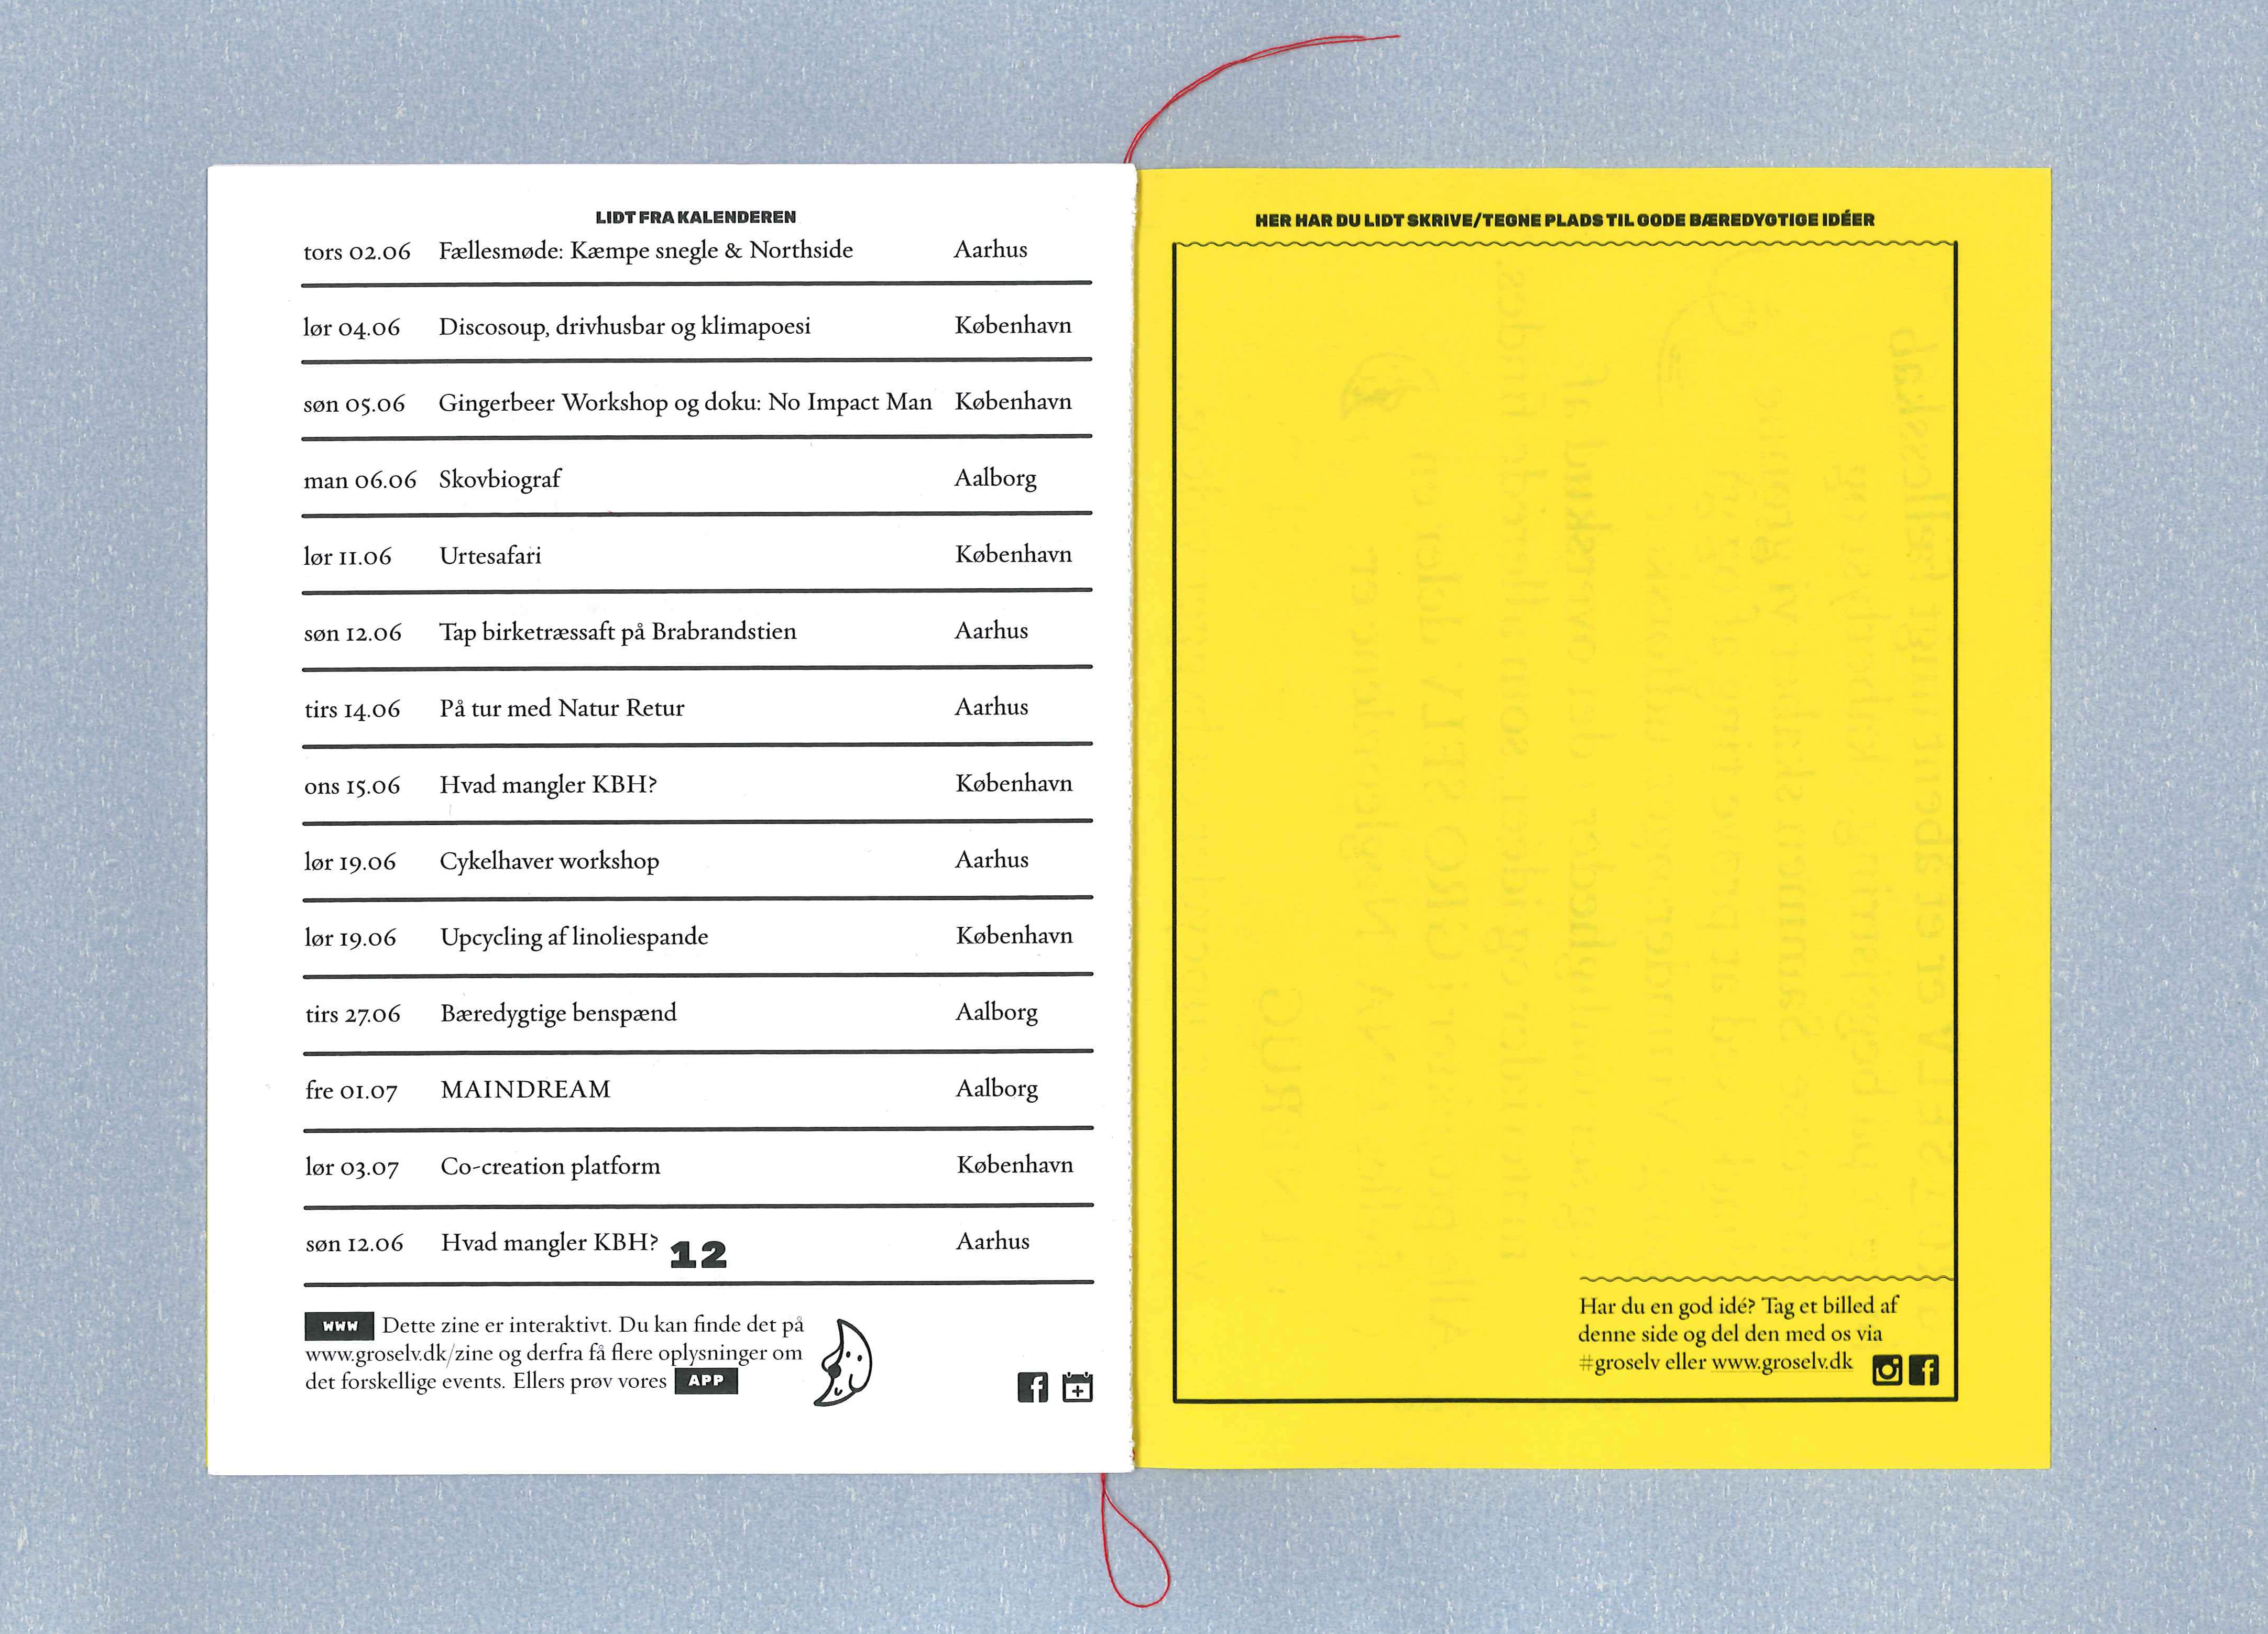 LIDT FRA KALENDEREN
tors 02.06 Fællesmøde: Kæmpe snegle & Northside Aarhus
lør 04.06 Discosoup, drivhusbar og klimapoesi København
søn 05.06 Gingerbeer Workshop og doku: No Impact Man København
man 06.06 Skovbiograf Aalborg
lør 11.06 Urtesafari København
søn 12.06 Tap birketræssaft på Brabrandstien Aarhus
tirs 14.06 På tur med Natur Retur Aarhus
ons 15.06 Hvad mangler KBH? København
lør 19.06 Cykelhaver workshop Aarhus
lør 19.06 Upcycling af linoliespande København
tirs 27.06 Bæredygtige benspænd Aalborg
fre 01.07 MAINDREAM Aalborg
lør 03.07 Co-creation platform København
søn 12.06 Hvad mangler KBH? Aarhus
12
WWW Dette zine er interaktivt. Du kan finde det på
www.groselv.dk/zine og derfra få flere oplysninger om
det forskellige events. Ellers prøv vores APP
HER HAR DU LIDT SKRIVE/TEGNE PLADS TIL GODE BÆREDYGTIGE IDÉER
Har du en god idé? Tag et billed af
denne side og del den med os via
#groselv eller www.groselv.dk